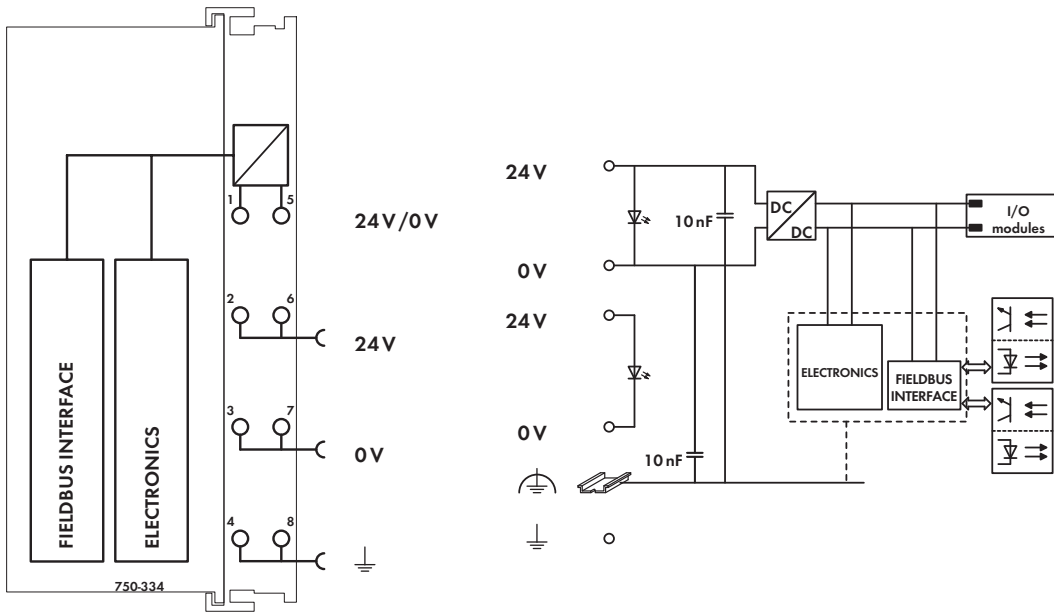 1 5
24V/0V
2 6
24V
3 7
0V
4 8
FIELDBUS INTERFACE
ELECTRONICS
750-334
24V
10nF
DC
DC
I/O
modules
0V
24V
ELECTRONICS
FIELDBUS
INTERFACE
0V
10nF